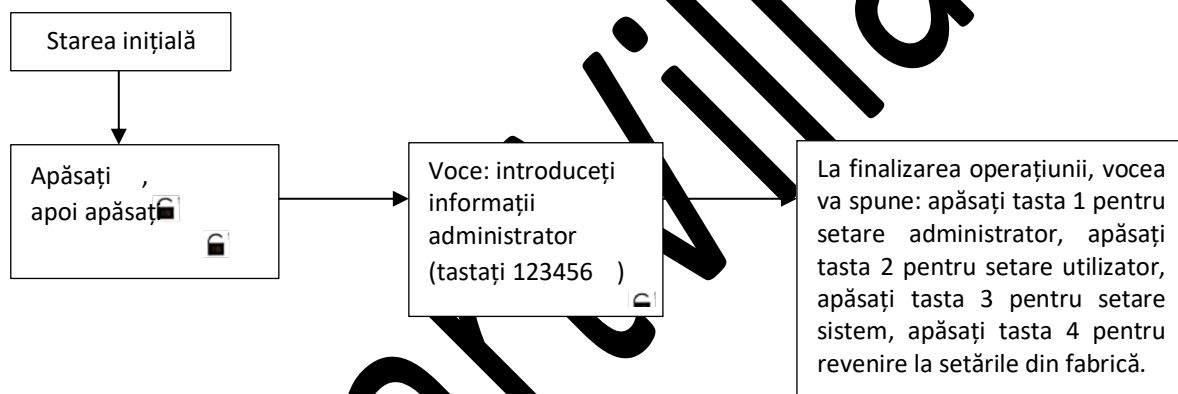 Starea inițială
Apăsați ,
apoi apăsați
Voce: introduceți
informații
administrator
(tastați 123456 )
La finalizarea operațiunii, vocea
va spune: apăsați tasta 1 pentru
setare administrator, apăsați
tasta 2 pentru setare utilizator,
apăsați tasta 3 pentru setare
sistem, apăsați tasta 4 pentru
revenire la setările din fabrică.